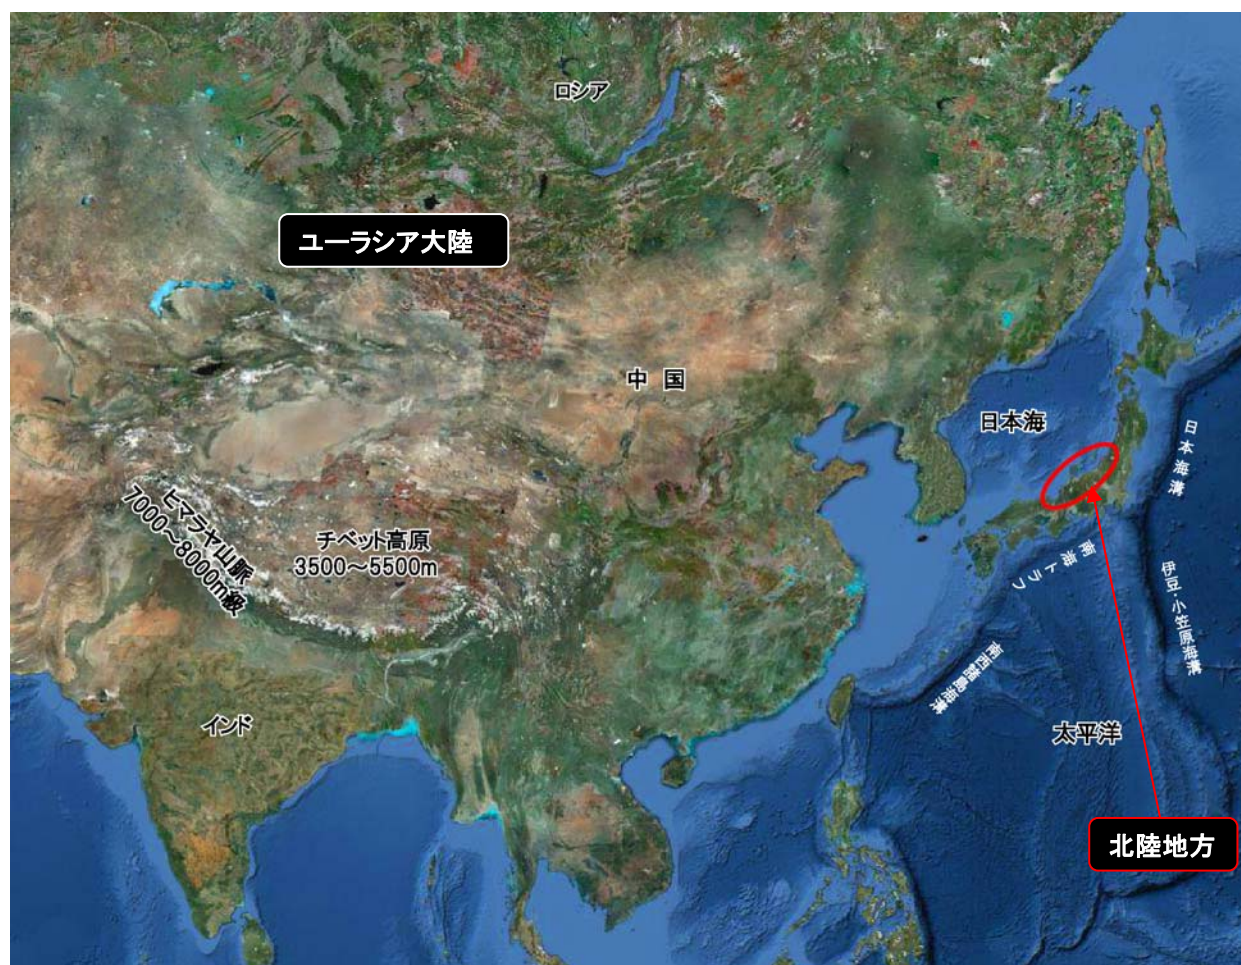 ロシア
ユーラシア大陸
中国
日本海
日本海溝
ヒマラヤ山脈
7000～8000m級
チベット高原
3500～5500m
南海トラフ
伊豆・小笠原海溝
南西諸島海溝
インド
太平洋
北陸地方